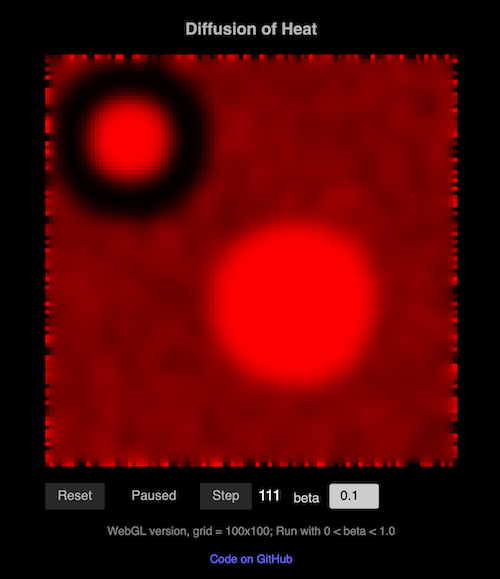 Diffusion of Heat
Reset Paused Step 111 beta 0.1
WebGL version, grid = 100x100; Run with 0 < beta < 1.0
Code on GitHub